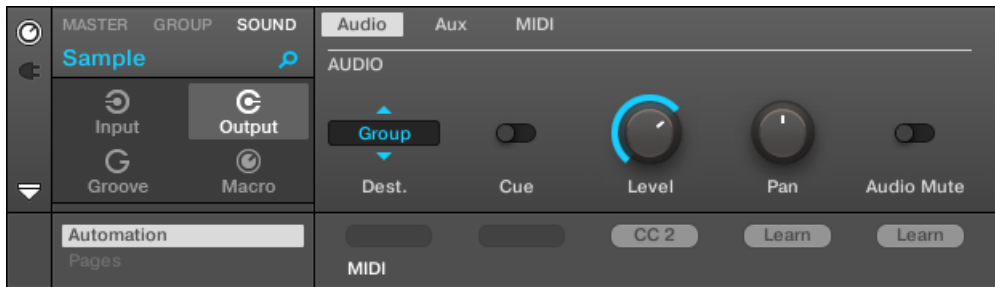 MASTER GROUP SOUND
Sample
Input Output
Groove Macro
Automation
Pages
Audio Aux MIDI
AUDIO
Group
Dest. Cue Level Pan Audio Mute
CC 2 Learn Learn
MIDI